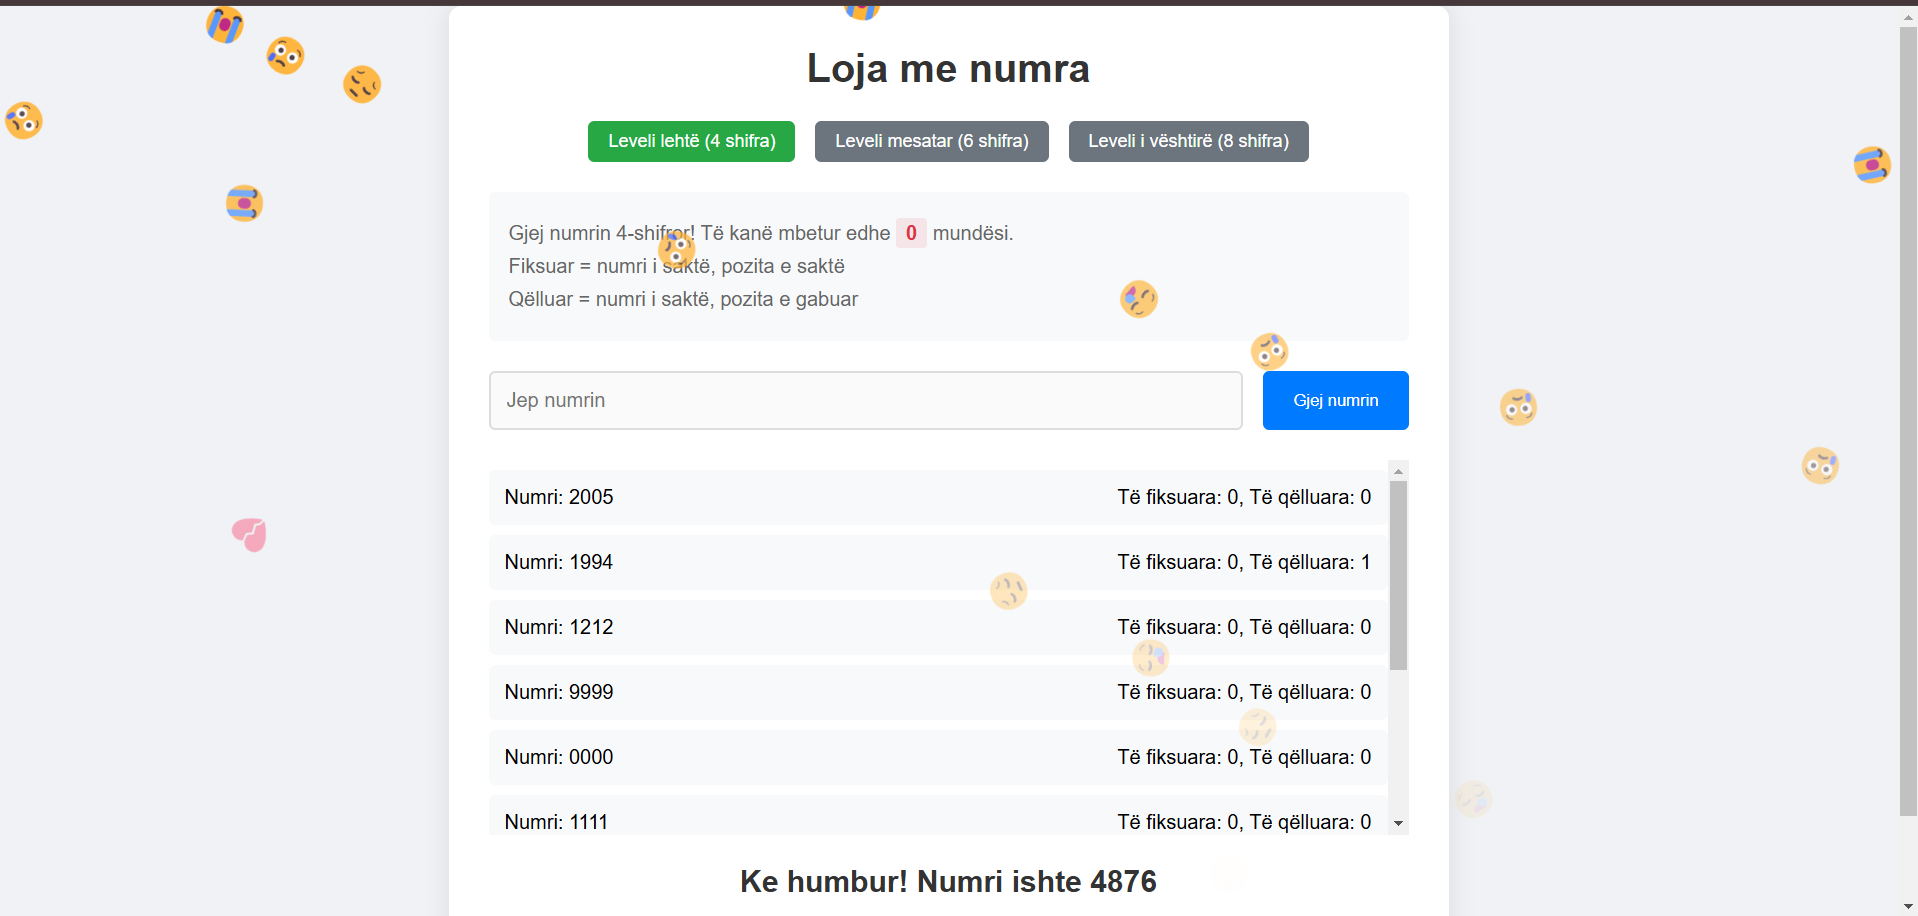 Loja me numra
Leveli lehtë (4 shifra) Leveli mesatar (6 shifra) Leveli i vështirë (8 shifra)
Gjej numrin 4-shifror! Të kanë mbetur edhe 0 mundësi.
Fiksuar = numri i saktë, pozita e saktë
Qëlluar = numri i saktë, pozita e gabuar
Jep numrin Gjej numrin
Numri: 2005 Të fiksuara: 0, Të qëlluara: 0
Numri: 1994 Të fiksuara: 0, Të qëlluara: 1
Numri: 1212 Të fiksuara: 0, Të qëlluara: 0
Numri: 9999 Të fiksuara: 0, Të qëlluara: 0
Numri: 0000 Të fiksuara: 0, Të qëlluara: 0
Numri: 1111 Të fiksuara: 0, Të qëlluara: 0
Ke humbur! Numri ishte 4876